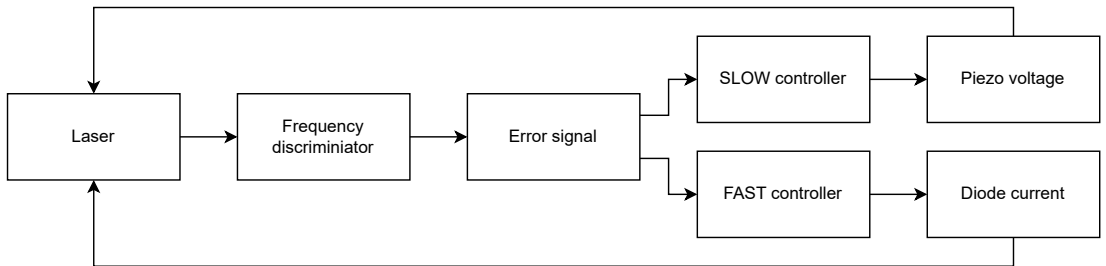 Laser
Frequency
discriminiator
Error signal
SLOW controller
Piezo voltage
FAST controller
Diode current